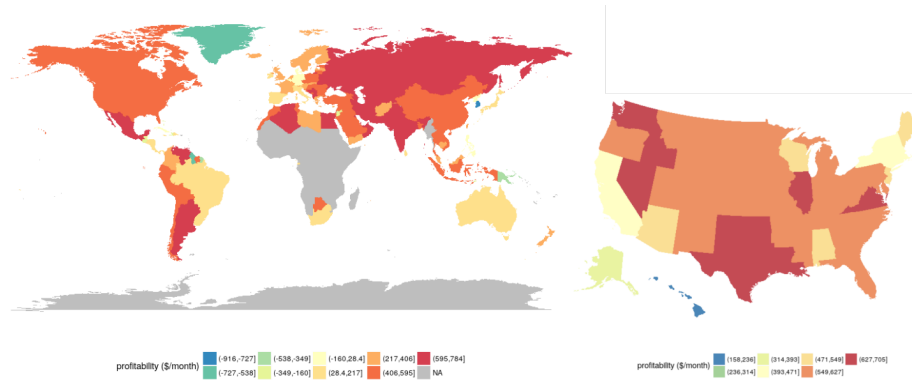 profitability ($/month)
(-916,-727] (-538,-349] (-160,28.4] (217,406] (595,784]
(-727,-538] (-349,-160] (28.4,217] (406,595] NA
profitability ($/month)
(158,236] (314,393] (471,549] (627,705]
(236,314] (393,471] (549,627]